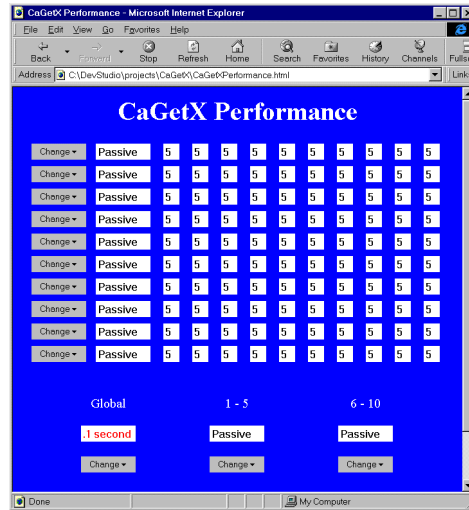 CaGetX Performance - Microsoft Internet Explorer
File Edit View Go Favorites Help
Back Forward Stop Refresh Home Search Favorites History Channels Fulls
Address C:\DevStudio\projects\CaGetX\CaGetXPerformance.html Links
CaGetX Performance
Change Passive 5 5 5 5 5 5 5 5 5 5
Change Passive 5 5 5 5 5 5 5 5 5 5
Change Passive 5 5 5 5 5 5 5 5 5 5
Change Passive 5 5 5 5 5 5 5 5 5 5
Change Passive 5 5 5 5 5 5 5 5 5 5
Change Passive 5 5 5 5 5 5 5 5 5 5
Change Passive 5 5 5 5 5 5 5 5 5 5
Change Passive 5 5 5 5 5 5 5 5 5 5
Change Passive 5 5 5 5 5 5 5 5 5 5
Change Passive 5 5 5 5 5 5 5 5 5 5
Global 1 - 5 6 - 10
.1 second Passive Passive
Change Change Change
Done My Computer